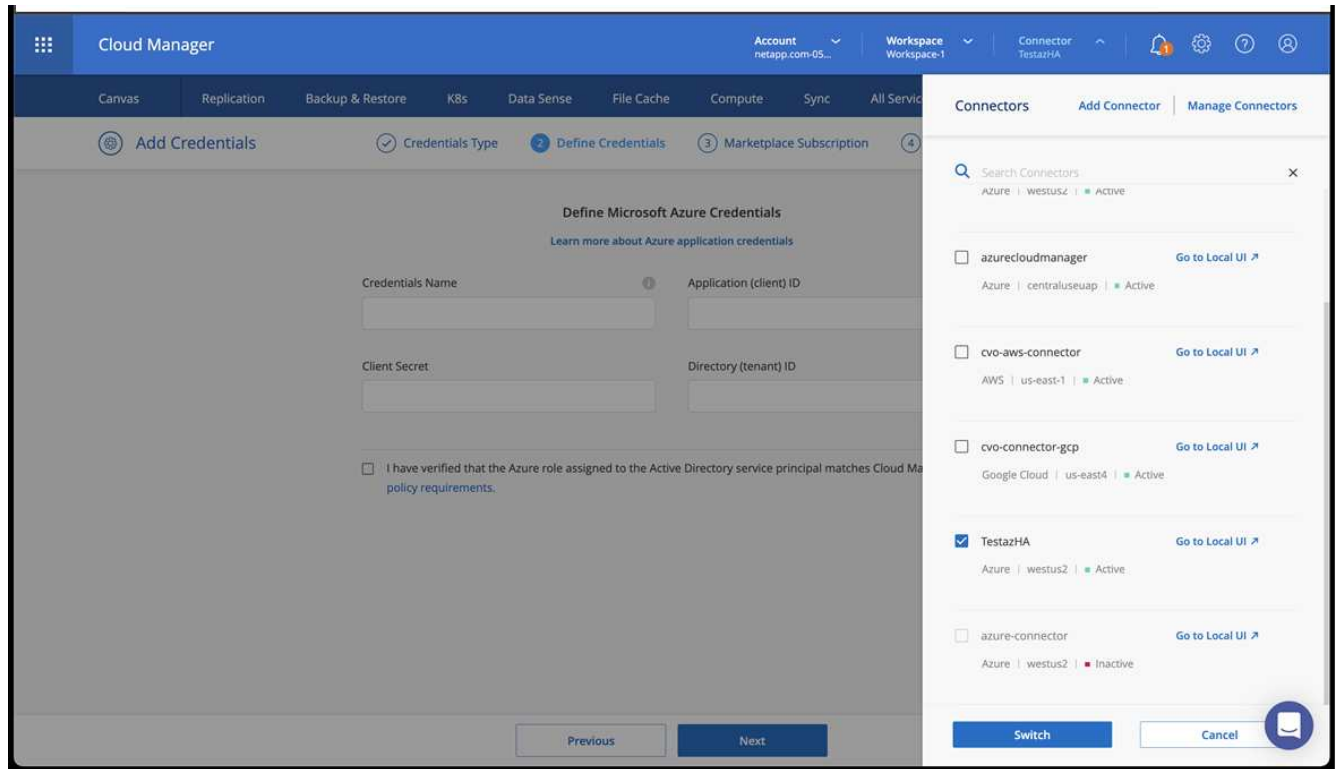 Cloud Manager
Account
netapp.com-05...
Workspace
Workspace-1
Connector
TestazHA
1
Canvas Replication Backup & Restore K8s Data Sense File Cache Compute Sync All Servic
Add Credentials
Credentials Type
2 Define Credentials
3 Marketplace Subscription
4
Define Microsoft Azure Credentials
Learn more about Azure application credentials
Credentials Name
Application (client) ID
Client Secret
Directory (tenant) ID
I have verified that the Azure role assigned to the Active Directory service principal matches Cloud Ma
policy requirements.
Previous
Next
Connectors
Add Connector | Manage Connectors
Search Connectors
Azure | westus2 | Active
azurecloudmanager Go to Local UI
Azure | centraluseuap | Active
cvo-aws-connector Go to Local UI
AWS | us-east-1 | Active
cvo-connector-gcp Go to Local UI
Google Cloud | us-east4 | Active
TestazHA Go to Local UI
Azure | westus2 | Active
azure-connector Go to Local UI
Azure | westus2 | Inactive
Switch
Cancel